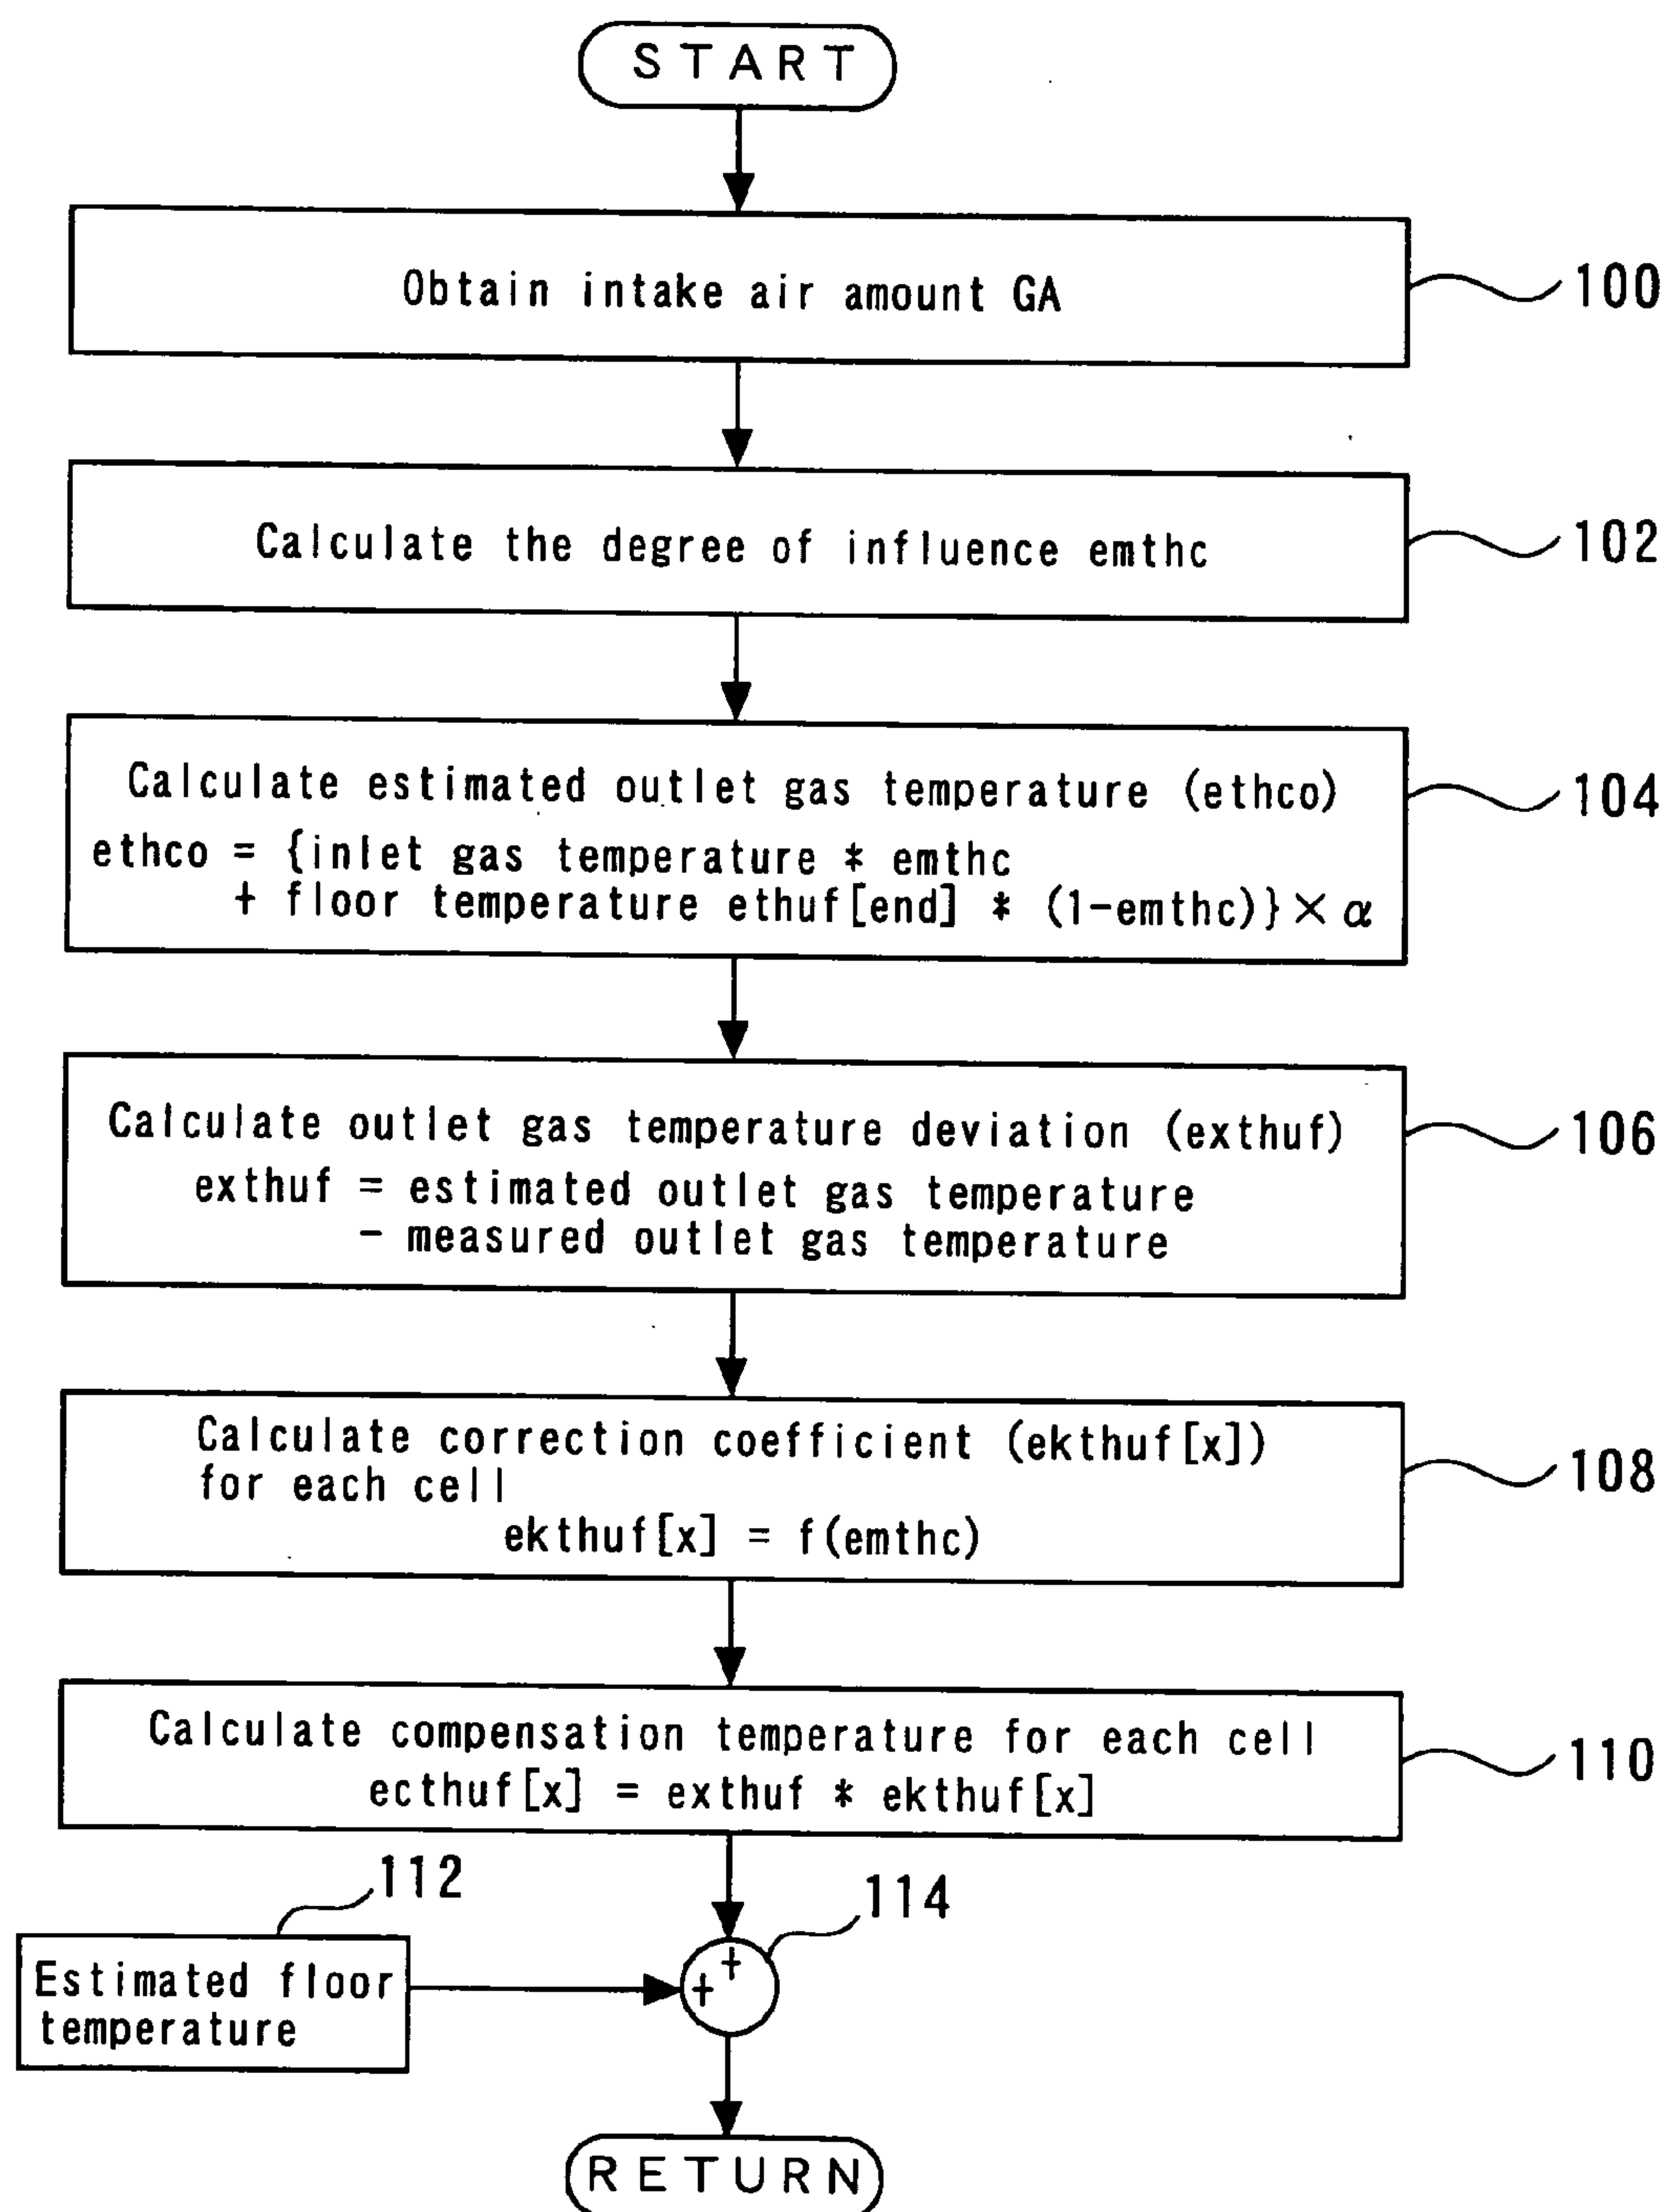 START
Obtain intake air amount GA
100
Calculate the degree of influence emthc
102
Calculate estimated outlet gas temperature (ethco)
ethco = {inlet gas temperature * emthc
+ floor temperature ethuf[end] * (1-emthc)}×α
104
Calculate outlet gas temperature deviation (exthuf)
exthuf = estimated outlet gas temperature
- measured outlet gas temperature
106
Calculate correction coefficient (ekthuf[x])
for each cell
ekthuf[x] = f(emthc)
108
Calculate compensation temperature for each cell
ecthuf[x] = exthuf * ekthuf[x]
110
112
114
Estimated floor
temperature
+
+
RETURN